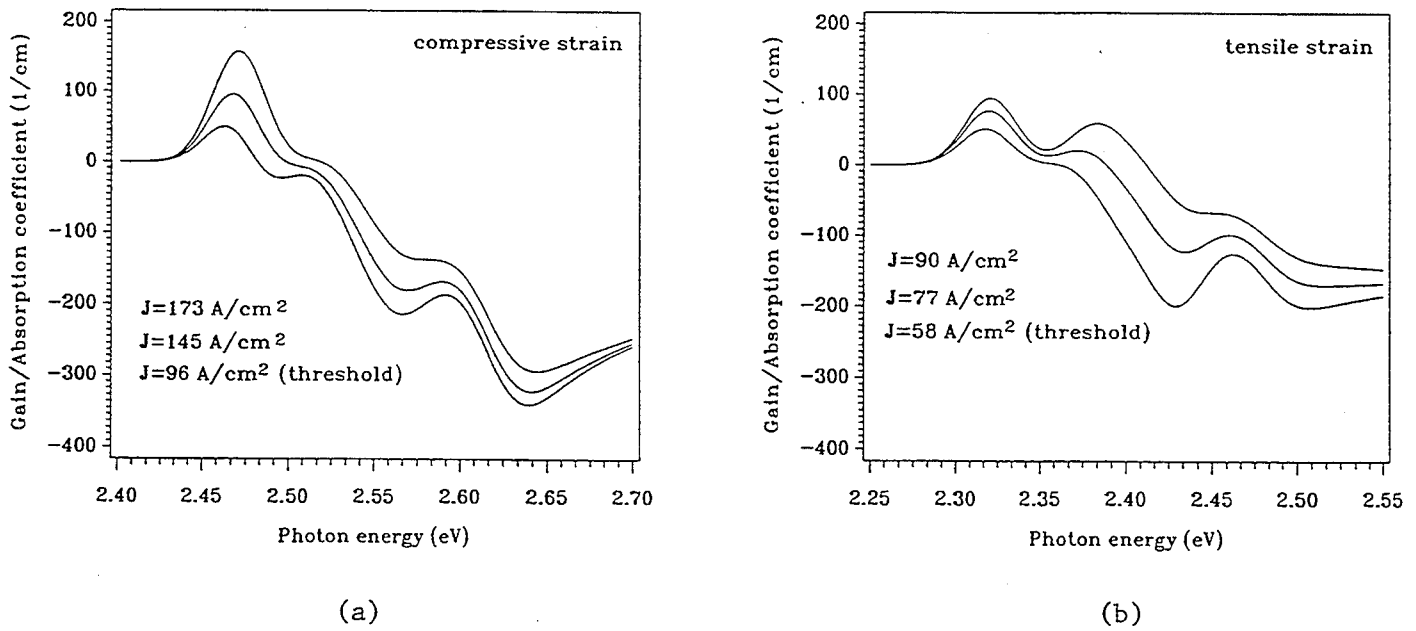 Gain/Absorption coefficient (1/cm)
200
100
0
-100
-200
-300
-400
compressive strain
J=173 A/cm²
J=145 A/cm²
J=96 A/cm² (threshold)
2.40 2.45 2.50 2.55 2.60 2.65 2.70
Photon energy (eV)
(a)
Gain/Absorption coefficient (1/cm)
200
100
0
-100
-200
-300
-400
tensile strain
J=90 A/cm²
J=77 A/cm²
J=58 A/cm² (threshold)
2.25 2.30 2.35 2.40 2.45 2.50 2.55
Photon energy (eV)
(b)